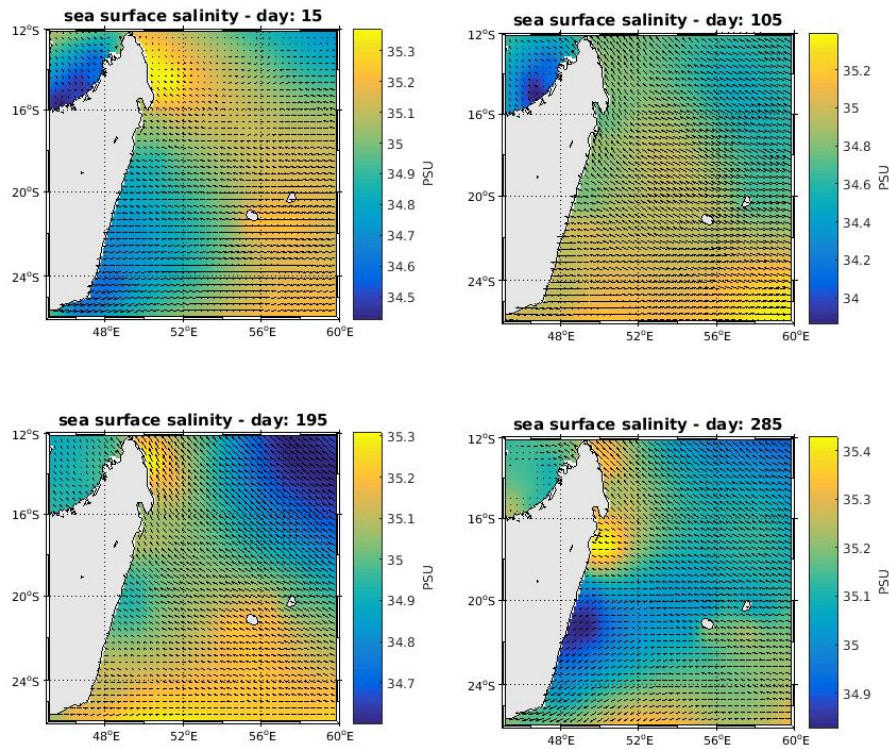 sea surface salinity - day: 15
12°S
16°S
20°S
24°S
48°E
52°E
56°E
60°E
35.3
35.2
35.1
35
34.9
34.8
34.7
34.6
34.5
PSU
sea surface salinity - day: 105
12°S
16°S
20°S
24°S
48°E
52°E
56°E
60°E
35.2
35
34.8
34.6
34.4
34.2
34
PSU
sea surface salinity - day: 195
12°S
16°S
20°S
24°S
48°E
52°E
56°E
60°E
35.3
35.2
35.1
35
34.9
34.8
34.7
PSU
sea surface salinity - day: 285
12°S
16°S
20°S
24°S
48°E
52°E
56°E
60°E
35.4
35.3
35.2
35.1
35
34.9
PSU